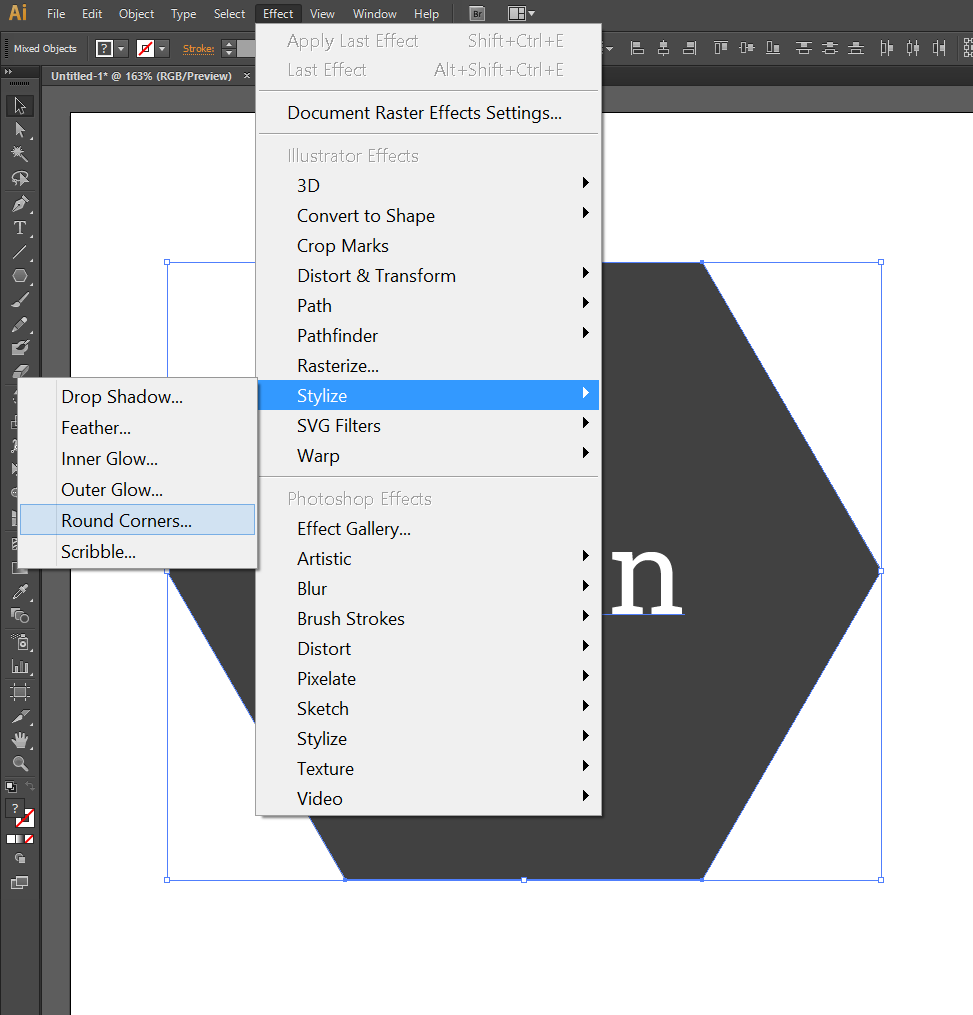 Ai File Edit Object Type Select Effect View Window Help Br
Mixed Objects ? Stroke:
Untitled-1* @ 163% (RGB/Preview) ×
Apply Last Effect Shift+Ctrl+E
Last Effect Alt+Shift+Ctrl+E
Document Raster Effects Settings...
Illustrator Effects
3D
Convert to Shape
Crop Marks
Distort & Transform
Path
Pathfinder
Rasterize...
Stylize
SVG Filters
Warp
Drop Shadow...
Feather...
Inner Glow...
Outer Glow...
Round Corners...
Scribble...
Photoshop Effects
Effect Gallery...
Artistic
Blur
Brush Strokes
Distort
Pixelate
Sketch
Stylize
Texture
Video
n
T
?